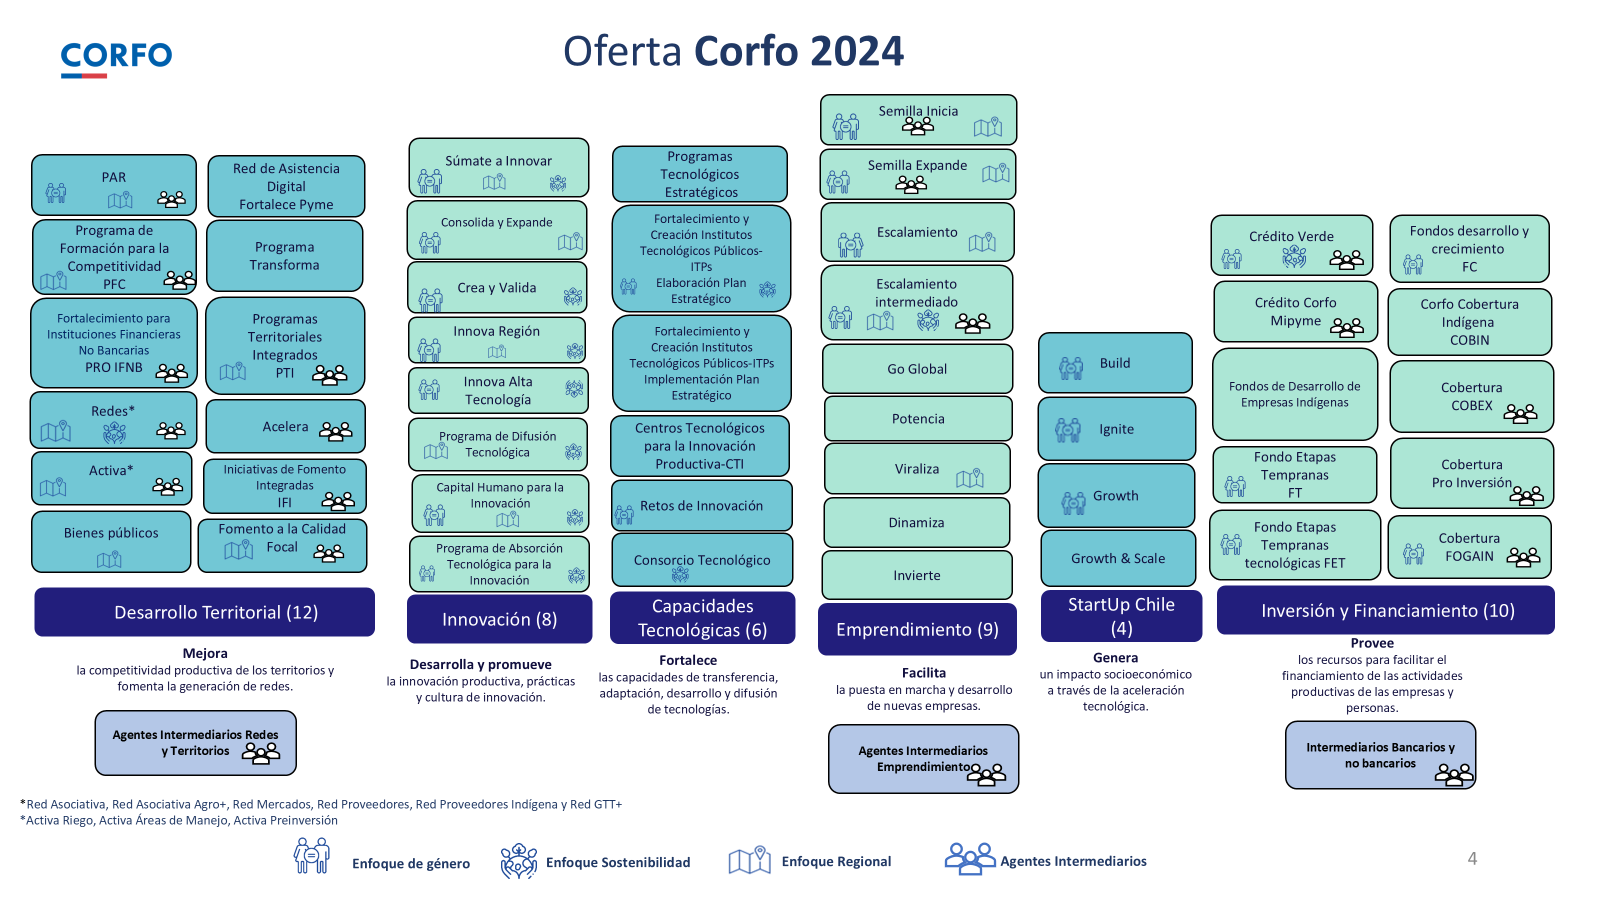 CORFO
Oferta Corfo 2024
PAR
Programa de
Formación para la
Competitividad
PFC
Fortalecimiento para
Instituciones Financieras
No Bancarias
PRO IFNB
Redes*
Activa*
Bienes públicos
Red de Asistencia
Digital
Fortalece Pyme
Programa
Transforma
Programas
Territoriales
Integrados
PTI
Acelera
Iniciativas de Fomento
Integradas
IFI
Fomento a la Calidad
Focal
Desarrollo Territorial (12)
Mejora
la competitividad productiva de los territorios y
fomenta la generación de redes.
Agentes Intermediarios Redes
y Territorios
Súmate a Innovar
Consolida y Expande
Crea y Valida
Innova Región
Innova Alta
Tecnología
Programa de Difusión
Tecnológica
Capital Humano para la
Innovación
Programa de Absorción
Tecnológica para la
Innovación
Innovación (8)
Desarrolla y promueve
la innovación productiva, prácticas
y cultura de innovación.
Programas
Tecnológicos
Estratégicos
Fortalecimiento y
Creación Institutos
Tecnológicos Públicos-
ITPs
Elaboración Plan
Estratégico
Fortalecimiento y
Creación Institutos
Tecnológicos Públicos-ITPs
Implementación Plan
Estratégico
Centros Tecnológicos
para la Innovación
Productiva-CTI
Retos de Innovación
Consorcio Tecnológico
Capacidades
Tecnológicas (6)
Fortalece
las capacidades de transferencia,
adaptación, desarrollo y difusión
de tecnologías.
Semilla Inicia
Semilla Expande
Escalamiento
Escalamiento
intermediado
Go Global
Potencia
Viraliza
Dinamiza
Invierte
Emprendimiento (9)
Facilita
la puesta en marcha y desarrollo
de nuevas empresas.
Agentes Intermediarios
Emprendimiento
Build
Ignite
Growth
Growth & Scale
StartUp Chile
(4)
Genera
un impacto socioeconómico
a través de la aceleración
tecnológica.
Crédito Verde
Crédito Corfo
Mipyme
Fondos de Desarrollo de
Empresas Indígenas
Fondo Etapas
Tempranas
FT
Fondo Etapas
Tempranas
tecnológicas FET
Fondos desarrollo y
crecimiento
FC
Corfo Cobertura
Indígena
COBIN
Cobertura
COBEX
Cobertura
Pro Inversión
Cobertura
FOGAIN
Inversión y Financiamiento (10)
Provee
los recursos para facilitar el
financiamiento de las actividades
productivas de las empresas y
personas.
Intermediarios Bancarios y
no bancarios
*Red Asociativa, Red Asociativa Agro+, Red Mercados, Red Proveedores, Red Proveedores Indígena y Red GTT+
*Activa Riego, Activa Áreas de Manejo, Activa Preinversión
Enfoque de género
Enfoque Sostenibilidad
Enfoque Regional
Agentes Intermediarios
4